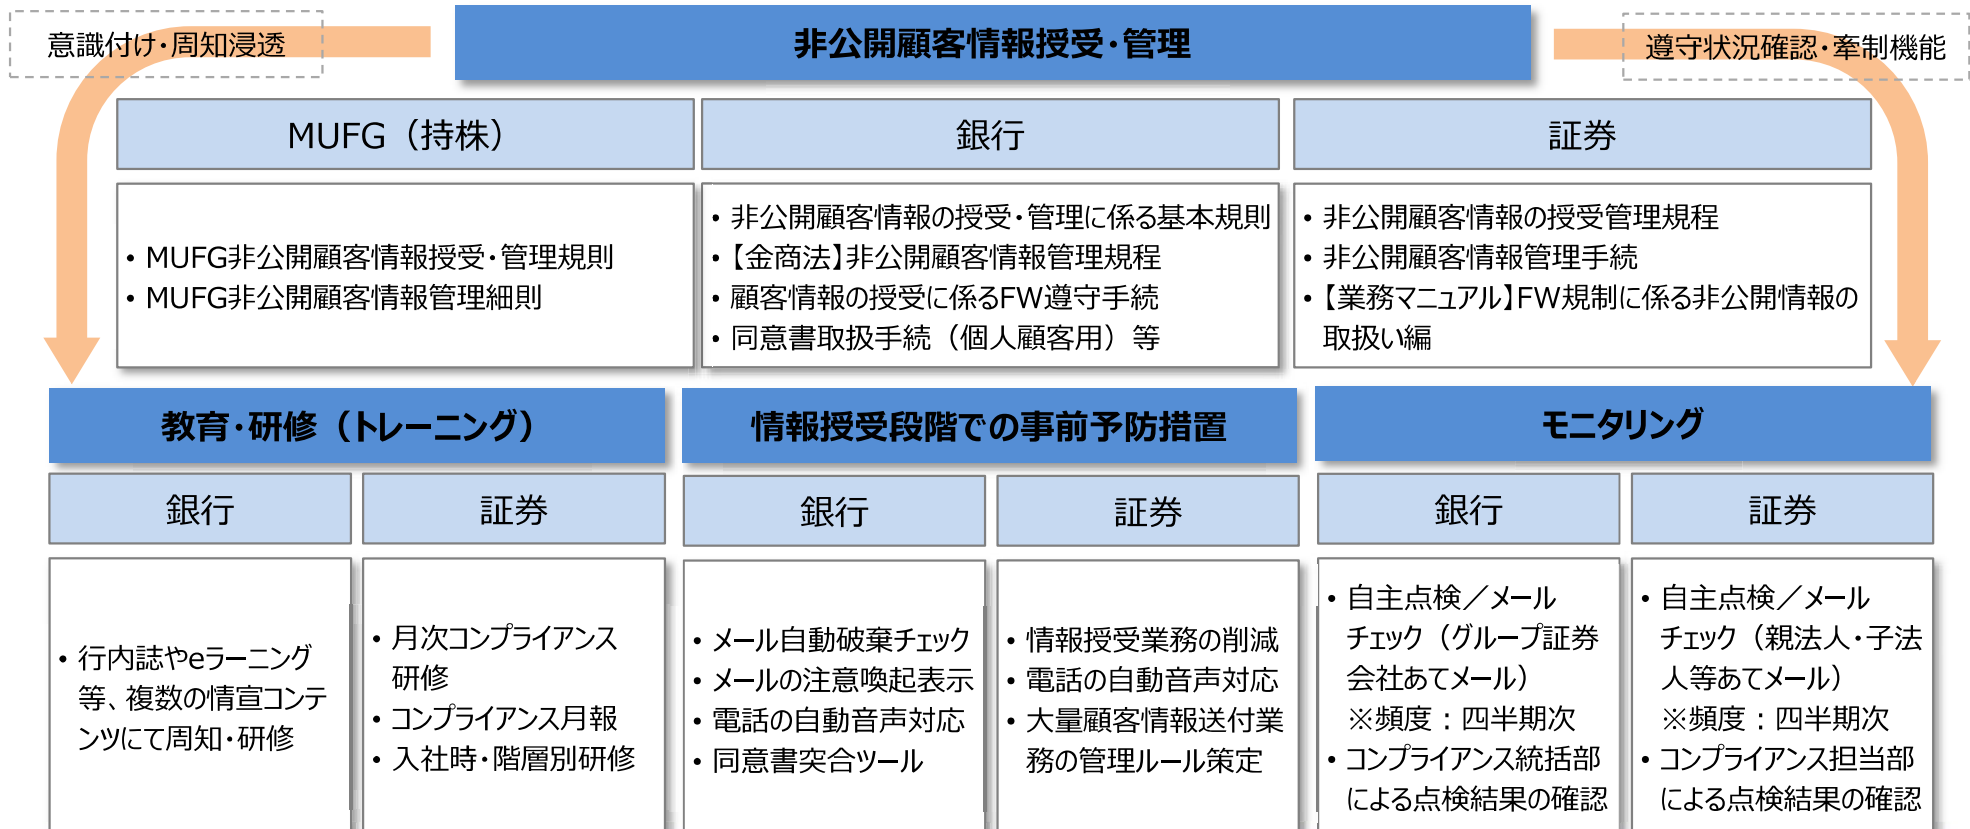 意識付け・周知浸透
非公開顧客情報授受・管理
遵守状況確認・牽制機能
MUFG（持株）
銀行
証券
• MUFG非公開顧客情報授受・管理規則
• MUFG非公開顧客情報管理細則
• 非公開顧客情報の授受・管理に係る基本規則
• 【金商法】非公開顧客情報管理規程
• 顧客情報の授受に係るFW遵守手続
• 同意書取扱手続（個人顧客用）等
• 非公開顧客情報の授受管理規程
• 非公開顧客情報管理手続
• 【業務マニュアル】FW規制に係る非公開情報の
取扱い編
教育・研修（トレーニング）
銀行
証券
• 行内誌やeラーニング
等、複数の情宣コンテ
ンツにて周知・研修
• 月次コンプライアンス
研修
• コンプライアンス月報
• 入社時・階層別研修
情報授受段階での事前予防措置
銀行
証券
• メール自動破棄チェック
• メールの注意喚起表示
• 電話の自動音声対応
• 同意書突合ツール
• 情報授受業務の削減
• 電話の自動音声対応
• 大量顧客情報送付業
務の管理ルール策定
モニタリング
銀行
証券
• 自主点検／メール
チェック（グループ証券
会社あてメール）
※頻度：四半期次
• コンプライアンス統括部
による点検結果の確認
• 自主点検／メール
チェック（親法人・子法
人等あてメール）
※頻度：四半期次
• コンプライアンス担当部
による点検結果の確認